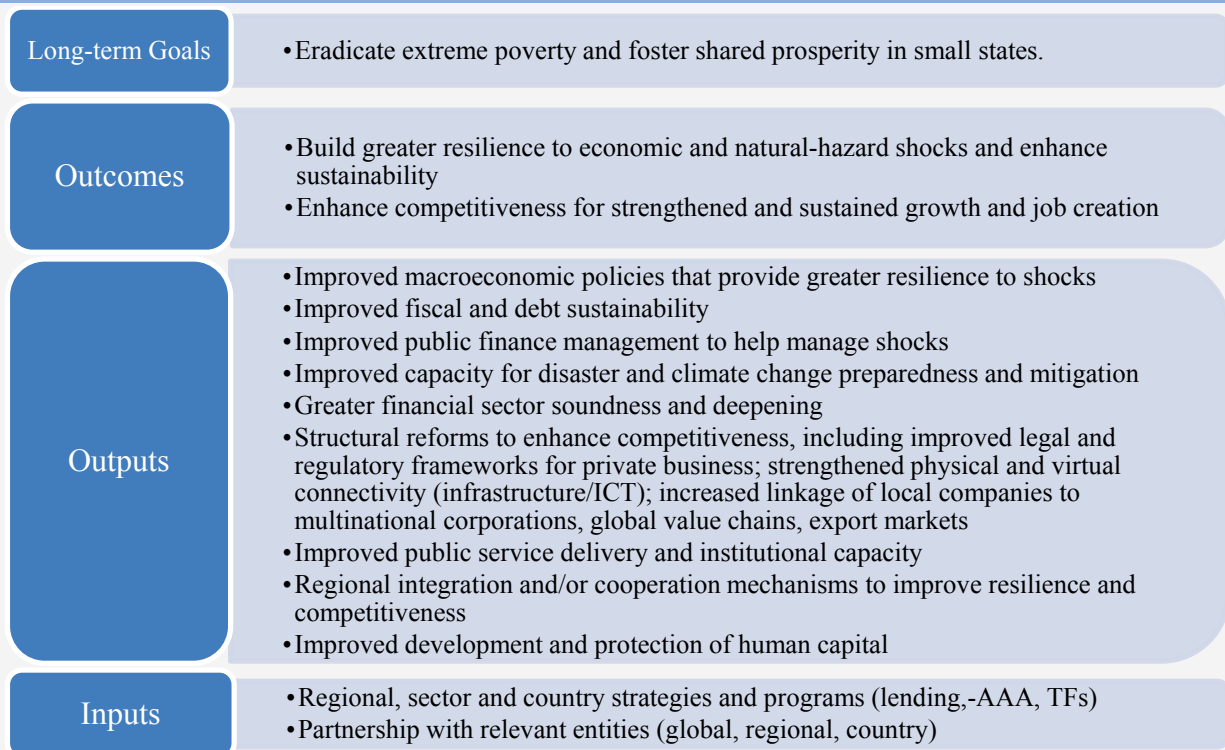 Long-term Goals
•Eradicate extreme poverty and foster shared prosperity in small states.
Outcomes
•Build greater resilience to economic and natural-hazard shocks and enhance
sustainability
•Enhance competitiveness for strengthened and sustained growth and job creation
Outputs
•Improved macroeconomic policies that provide greater resilience to shocks
•Improved fiscal and debt sustainability
•Improved public finance management to help manage shocks
•Improved capacity for disaster and climate change preparedness and mitigation
•Greater financial sector soundness and deepening
•Structural reforms to enhance competitiveness, including improved legal and
regulatory frameworks for private business; strengthened physical and virtual
connectivity (infrastructure/ICT); increased linkage of local companies to
multinational corporations, global value chains, export markets
•Improved public service delivery and institutional capacity
•Regional integration and/or cooperation mechanisms to improve resilience and
competitiveness
•Improved development and protection of human capital
Inputs
•Regional, sector and country strategies and programs (lending,-AAA, TFs)
•Partnership with relevant entities (global, regional, country)